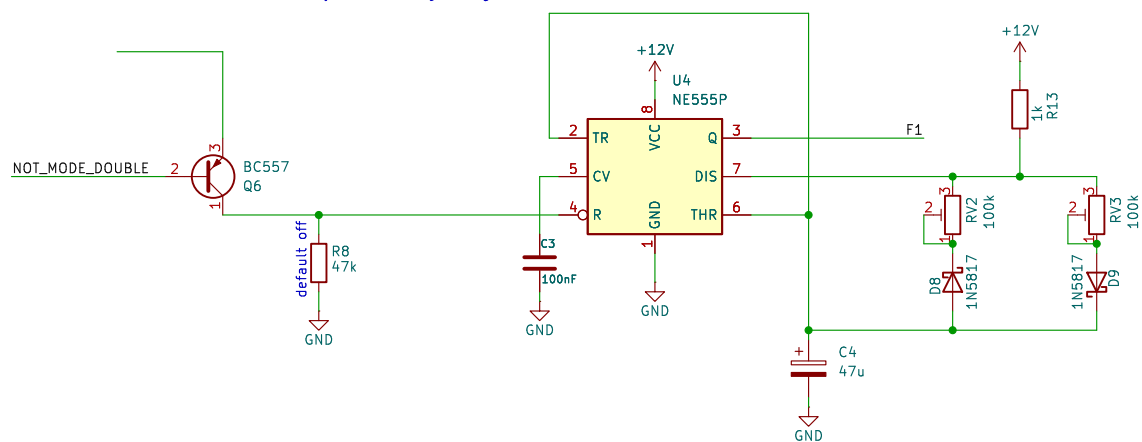 +12V
+12V
U4
NE555P
8
VCC
2
TR
Q
3
F1
1k
R13
NOT_MODE_DOUBLE
2
3
1
BC557
Q6
5
CV
DIS
7
4
R
THR
6
GND
1
3
2
1
RV2
100k
3
2
1
RV3
100k
default off
R8
47k
GND
C3
100nF
GND
GND
D8
1N5817
1N5817
D9
+
C4
47u
GND